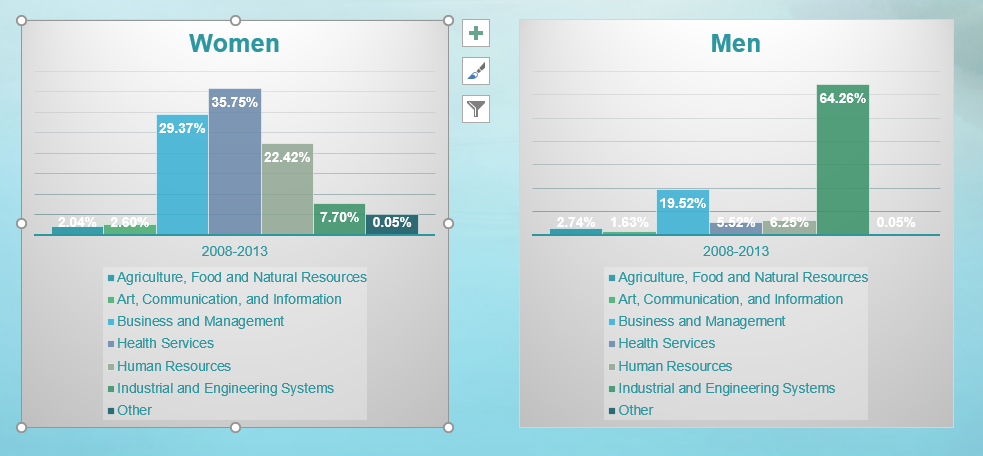 Women
35.75%
29.37%
22.42%
2.04%
2.60%
7.70%
0.05%
2008-2013
Agriculture, Food and Natural Resources
Art, Communication, and Information
Business and Management
Health Services
Human Resources
Industrial and Engineering Systems
Other
Men
64.26%
19.52%
2.74%
1.63%
5.52%
6.25%
0.05%
2008-2013
Agriculture, Food and Natural Resources
Art, Communication, and Information
Business and Management
Health Services
Human Resources
Industrial and Engineering Systems
Other